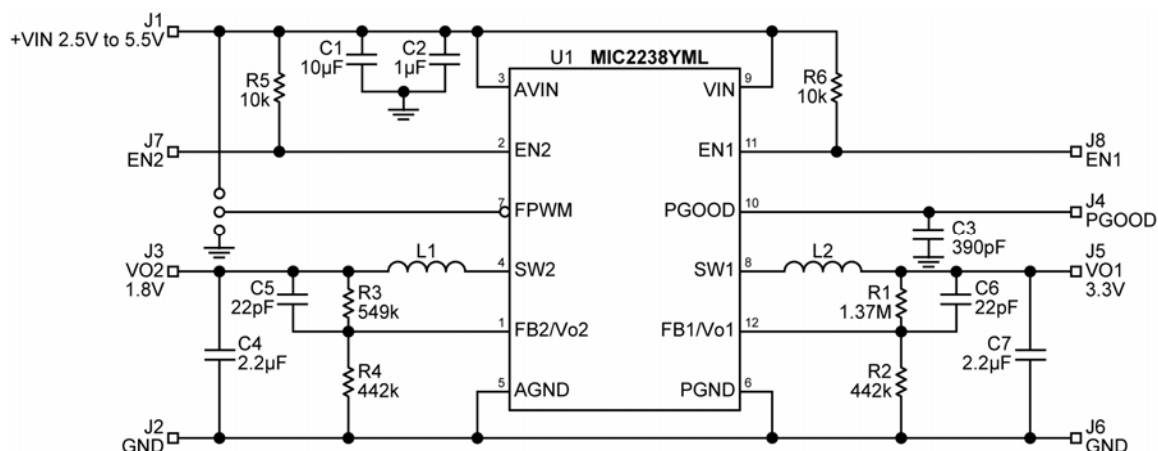 J1
+VIN 2.5V to 5.5V
R5
10k
C1
10µF
C2
1µF
U1 MIC2238YML
R6
10k
3
AVIN
VIN
9
J7
EN2
2
EN2
EN1
11
J8
EN1
7
FPWM
PGOOD
10
J4
PGOOD
C3
390pF
J3
VO2
1.8V
L1
4
SW2
SW1
8
L2
J5
VO1
3.3V
C5
22pF
R3
549k
R1
1.37M
C6
22pF
1
FB2/Vo2
FB1/Vo1
12
C4
2.2µF
R4
442k
R2
442k
C7
2.2µF
5
AGND
PGND
6
J2
GND
J6
GND